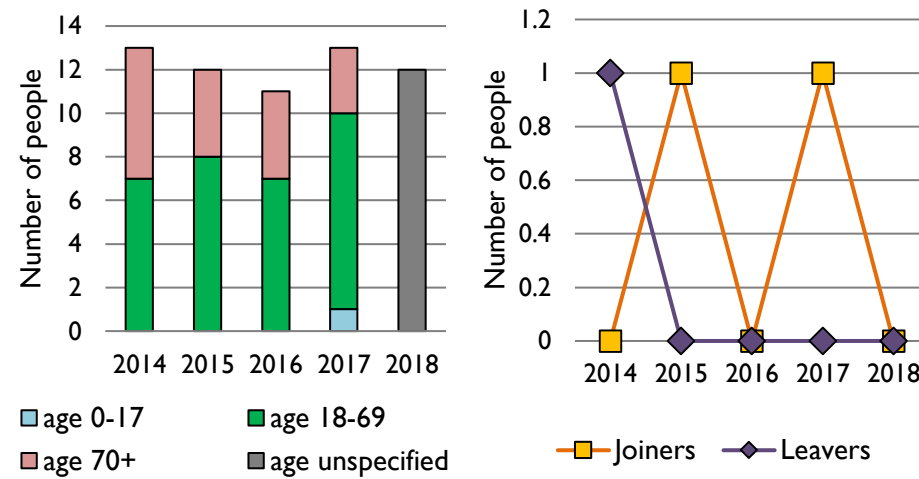 Number of people
14
12
10
8
6
4
2
0
2014 2015 2016 2017 2018
age 0-17 age 18-69
age 70+ age unspecified
Number of people
1.2
1
0.8
0.6
0.4
0.2
0
2014 2015 2016 2017 2018
Joiners Leavers